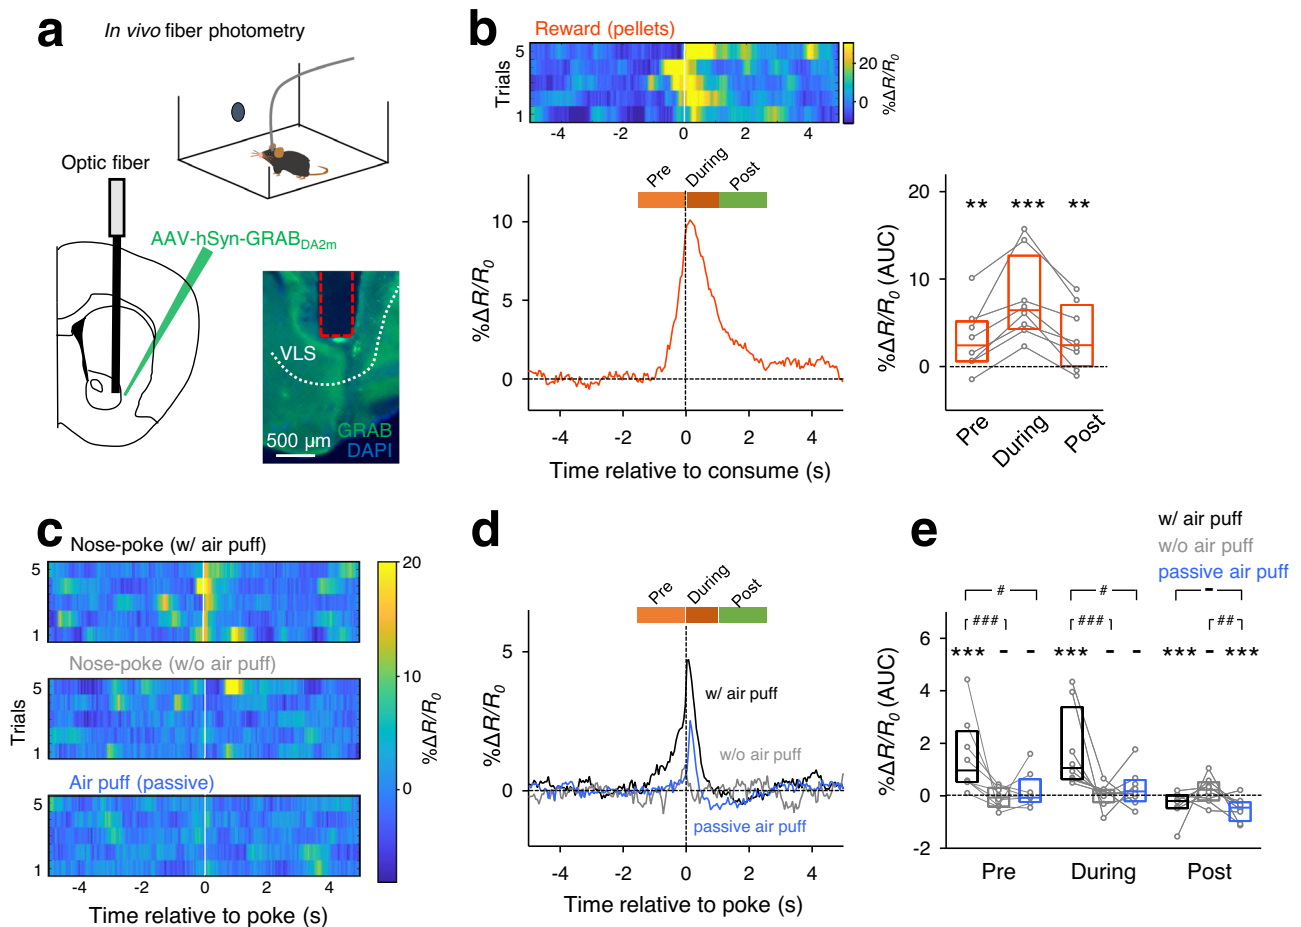 a
In vivo fiber photometry
Optic fiber
AAV-hSyn-GRABDA2m
VLS
500 µm
GRAB
DAPI
b
Reward (pellets)
Trials
5
1
-4 -2 0 2 4
20
0
%ΔR/R0
Pre During Post
%ΔR/R0
10
5
0
-4 -2 0 2 4
Time relative to consume (s)
%ΔR/R0 (AUC)
20
10
0
** *** **
Pre During Post
c
Nose-poke (w/ air puff)
5
1
Nose-poke (w/o air puff)
Trials
5
1
Air puff (passive)
5
1
-4 -2 0 2 4
Time relative to poke (s)
20
10
0
%ΔR/R0
d
Pre During Post
%ΔR/R0
5
0
w/ air puff
w/o air puff
passive air puff
-4 -2 0 2 4
Time relative to poke (s)
e
w/ air puff
w/o air puff
passive air puff
# # -
### ### ##
*** - - *** - - *** - ***
%ΔR/R0 (AUC)
6
4
2
0
-2
Pre During Post